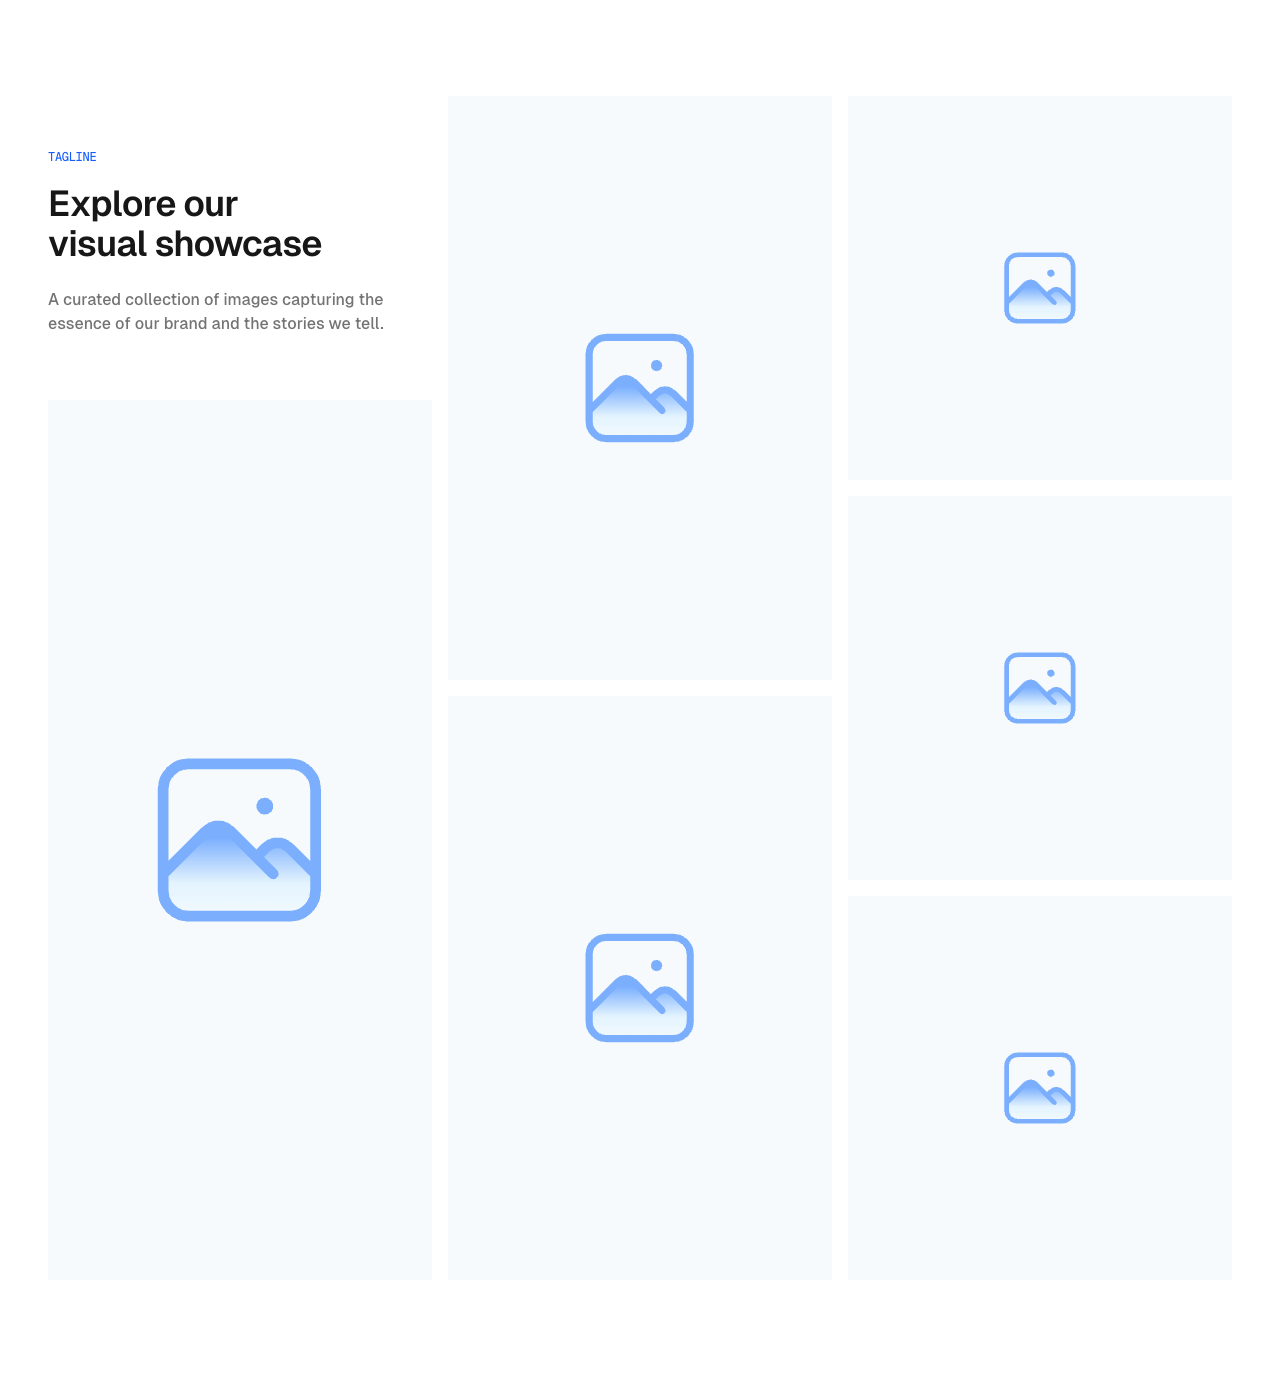 TAGLINE
Explore our
visual showcase
A curated collection of images capturing the
essence of our brand and the stories we tell.